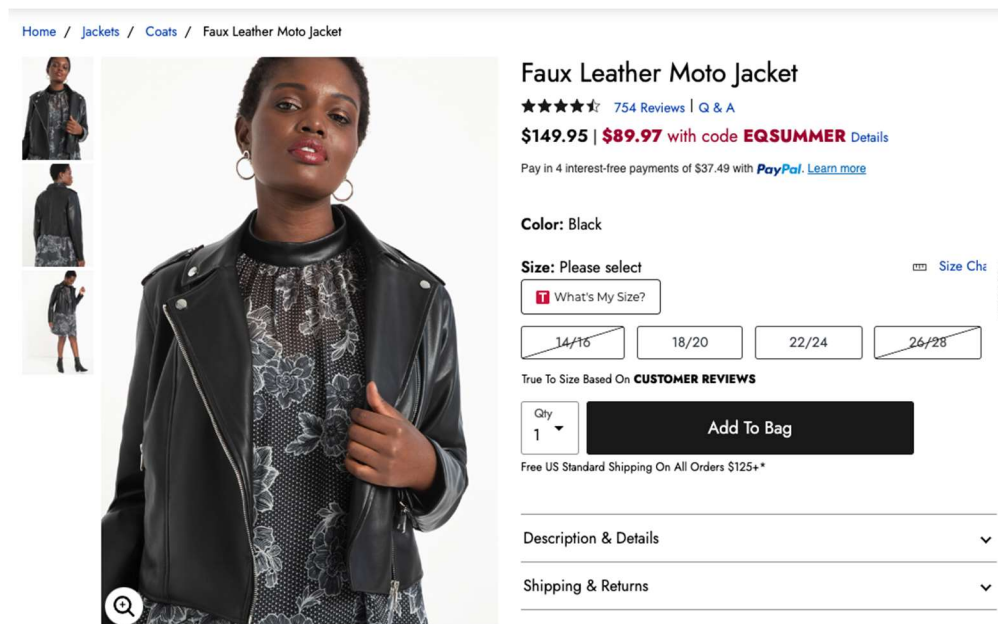 Home / Jackets / Coats / Faux Leather Moto Jacket
Faux Leather Moto Jacket
754 Reviews | Q & A
$149.95 | $89.97 with code EQSUMMER Details
Pay in 4 interest-free payments of $37.49 with PayPal. Learn more
Color: Black
Size: Please select
Size Cha
T What's My Size?
14/16 18/20 22/24 26/28
True To Size Based On CUSTOMER REVIEWS
Qty
1
Add To Bag
Free US Standard Shipping On All Orders $125+*
Description & Details
Shipping & Returns